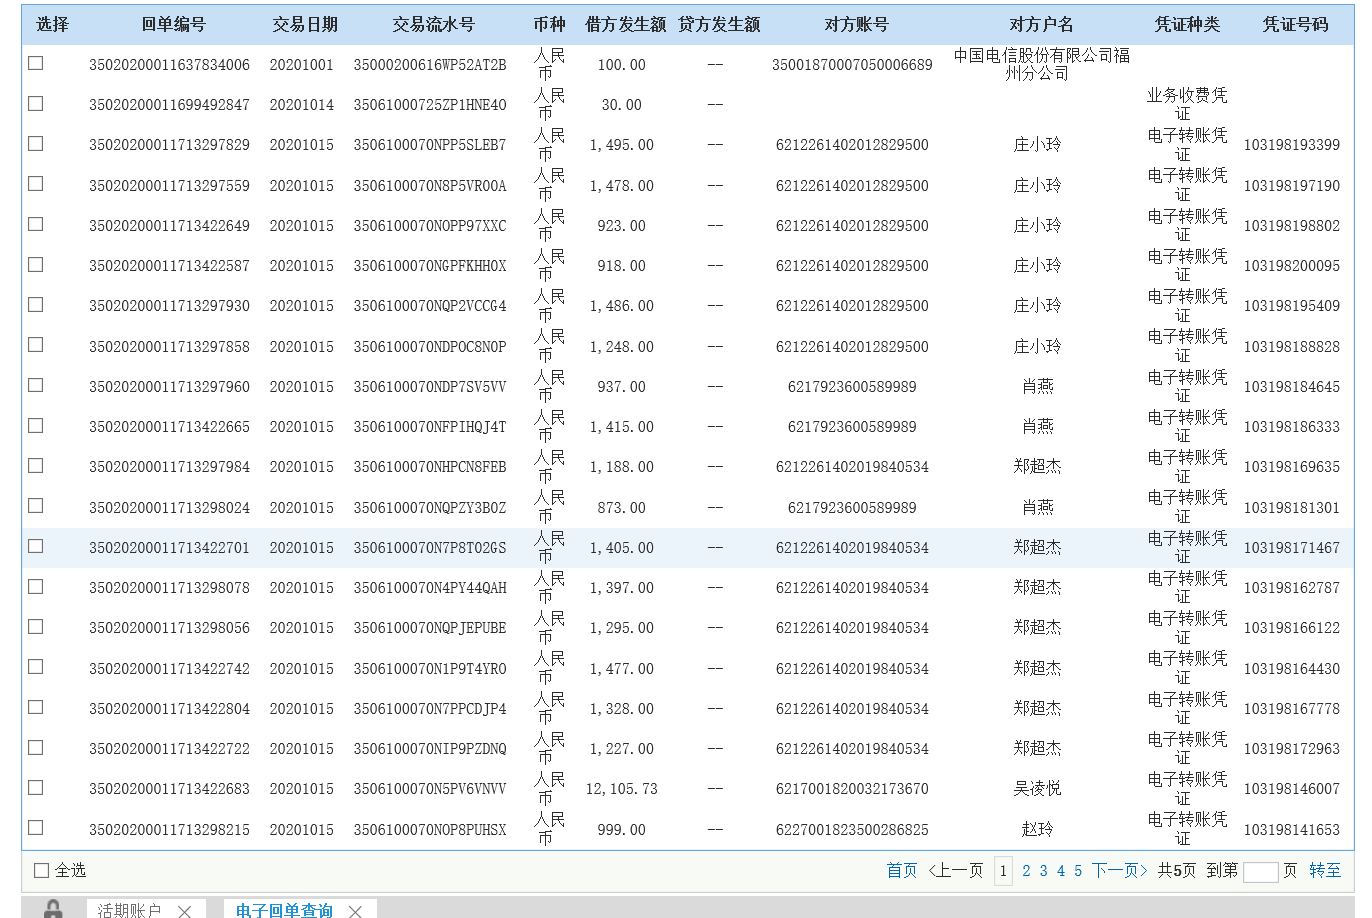 选择 回单编号 交易日期 交易流水号 币种 借方发生额 贷方发生额 对方账号 对方户名 凭证种类 凭证号码
35020200011637834006 20201001 35000200616WP52AT2B 人民币 100.00 -- 35001870007050006689 中国电信股份有限公司福州分公司
35020200011699492847 20201014 35061000725ZP1HNE4O 人民币 30.00 -- 业务收费凭证
35020200011713297829 20201015 3506100070NPP5SLEB7 人民币 1,495.00 -- 6212261402012829500 庄小玲 电子转账凭证 103198193399
35020200011713297559 20201015 3506100070N8P5VR0OA 人民币 1,478.00 -- 6212261402012829500 庄小玲 电子转账凭证 103198197190
35020200011713422649 20201015 3506100070NOPP97XXC 人民币 923.00 -- 6212261402012829500 庄小玲 电子转账凭证 103198198802
35020200011713422587 20201015 3506100070NGPFKHHOX 人民币 918.00 -- 6212261402012829500 庄小玲 电子转账凭证 103198200095
35020200011713297930 20201015 3506100070NQP2VCCG4 人民币 1,486.00 -- 6212261402012829500 庄小玲 电子转账凭证 103198195409
35020200011713297858 20201015 3506100070NDPOC8NOP 人民币 1,248.00 -- 6212261402012829500 庄小玲 电子转账凭证 103198188828
35020200011713297960 20201015 3506100070NDP7SV5VV 人民币 937.00 -- 6217923600589989 肖燕 电子转账凭证 103198184645
35020200011713422665 20201015 3506100070NFPIHQJ4T 人民币 1,415.00 -- 6217923600589989 肖燕 电子转账凭证 103198186333
35020200011713297984 20201015 3506100070NHPCN8FEB 人民币 1,188.00 -- 6212261402019840534 郑超杰 电子转账凭证 103198169635
35020200011713298024 20201015 3506100070NQPZY3BOZ 人民币 873.00 -- 6217923600589989 肖燕 电子转账凭证 103198181301
35020200011713422701 20201015 3506100070N7P8TO2GS 人民币 1,405.00 -- 6212261402019840534 郑超杰 电子转账凭证 103198171467
35020200011713298078 20201015 3506100070N4PY44QAH 人民币 1,397.00 -- 6212261402019840534 郑超杰 电子转账凭证 103198162787
35020200011713298056 20201015 3506100070NQPJEPUBE 人民币 1,295.00 -- 6212261402019840534 郑超杰 电子转账凭证 103198166122
35020200011713422742 20201015 3506100070N1P9T4YRO 人民币 1,477.00 -- 6212261402019840534 郑超杰 电子转账凭证 103198164430
35020200011713422804 20201015 3506100070N7PPCDJP4 人民币 1,328.00 -- 6212261402019840534 郑超杰 电子转账凭证 103198167778
35020200011713422722 20201015 3506100070NIP9PZDNQ 人民币 1,227.00 -- 6212261402019840534 郑超杰 电子转账凭证 103198172963
35020200011713422683 20201015 3506100070N5PV6VNVV 人民币 12,105.73 -- 6217001820032173670 吴凌悦 电子转账凭证 103198146007
35020200011713298215 20201015 3506100070NOP8PUHSX 人民币 999.00 -- 6227001823500286825 赵玲 电子转账凭证 103198141653
全选 首页 <上一页 1 2 3 4 5 下一页> 共5页 到第 页 转至
活期账户 电子回单查询